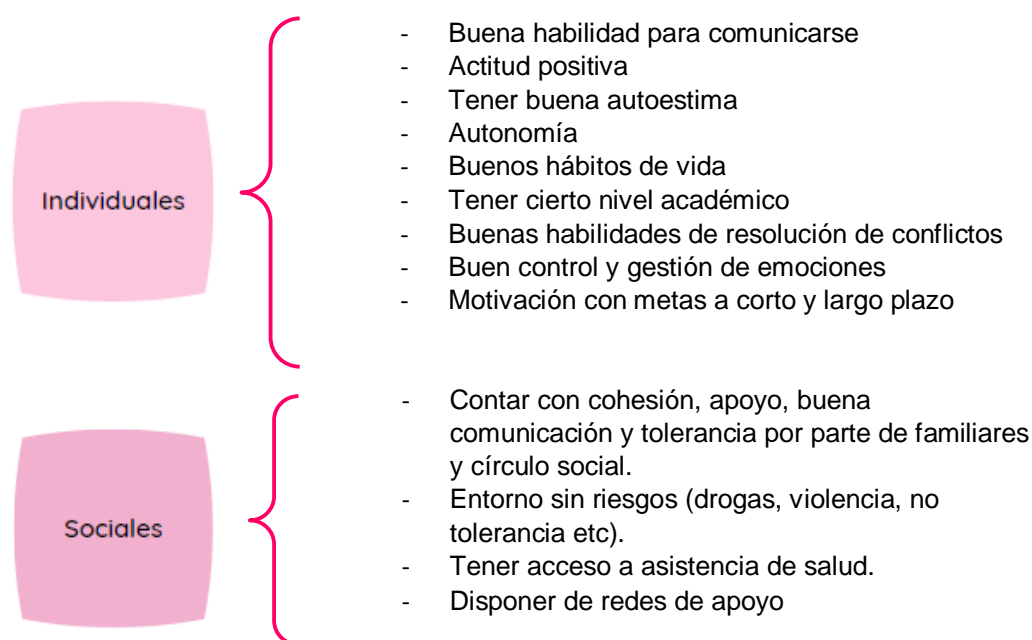 Individuales
- Buena habilidad para comunicarse
- Actitud positiva
- Tener buena autoestima
- Autonomía
- Buenos hábitos de vida
- Tener cierto nivel académico
- Buenas habilidades de resolución de conflictos
- Buen control y gestión de emociones
- Motivación con metas a corto y largo plazo
Sociales
- Contar con cohesión, apoyo, buena
comunicación y tolerancia por parte de familiares
y círculo social.
- Entorno sin riesgos (drogas, violencia, no
tolerancia etc).
- Tener acceso a asistencia de salud.
- Disponer de redes de apoyo